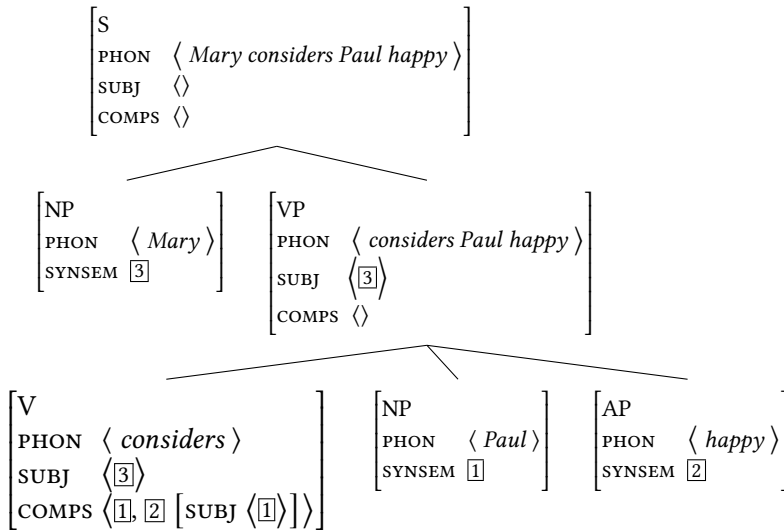 S
PHON ⟨ Mary considers Paul happy ⟩
SUBJ ⟨⟩
COMPS ⟨⟩
NP
PHON ⟨ Mary ⟩
SYNSEM 3
VP
PHON ⟨ considers Paul happy ⟩
SUBJ ⟨3⟩
COMPS ⟨⟩
V
PHON ⟨ considers ⟩
SUBJ ⟨3⟩
COMPS ⟨1, 2 [SUBJ ⟨1⟩]⟩
NP
PHON ⟨ Paul ⟩
SYNSEM 1
AP
PHON ⟨ happy ⟩
SYNSEM 2